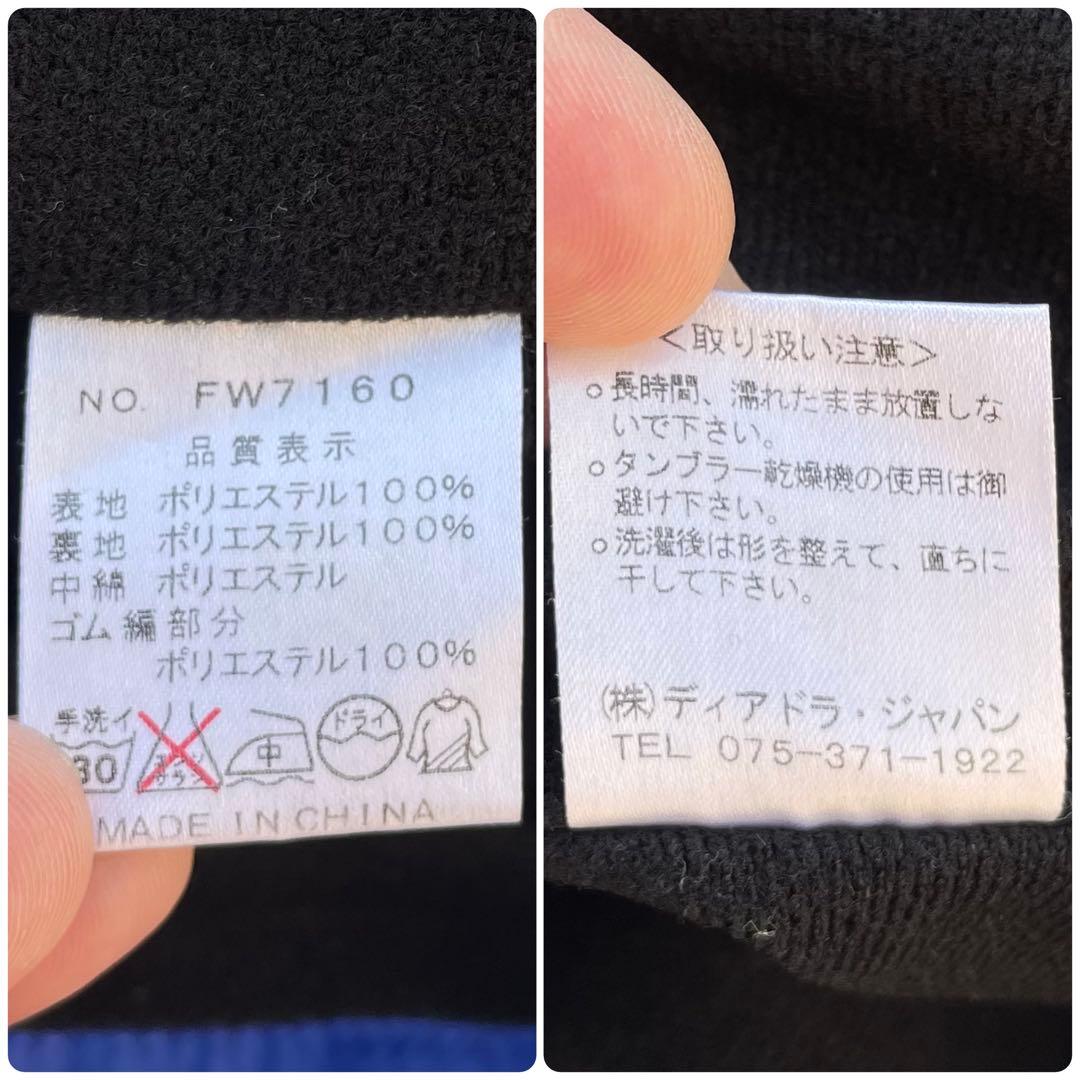 NO. FW7160
品質表示
表地 ポリエステル100%
裏地 ポリエステル100%
中綿 ポリエステル
ゴム編部分
ポリエステル100%
手洗イ
30
中
ドライ
MADE IN CHINA
<取り扱い注意>
○長時間、濡れたまま放置しな
いで下さい。
○タンブラー乾燥機の使用は御
避け下さい。
○洗濯後は形を整えて、直ちに
干して下さい。
(株)ディアドラ・ジャパン
TEL 075-371-1922